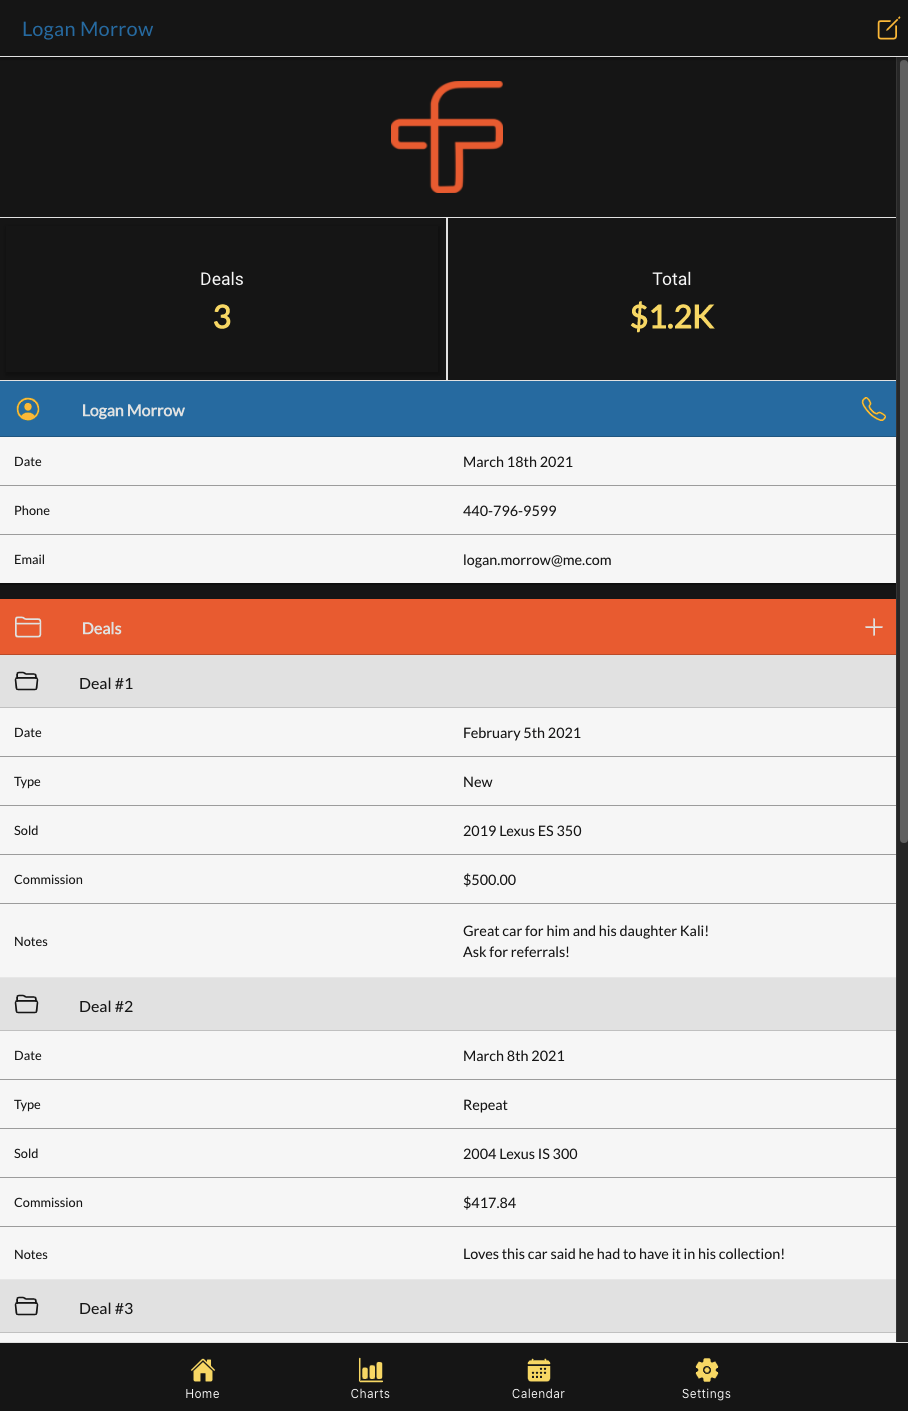 Logan Morrow
Deals
3
Total
$1.2K
Logan Morrow
Date
March 18th 2021
Phone
440-796-9599
Email
logan.morrow@me.com
Deals
Deal #1
Date
February 5th 2021
Type
New
Sold
2019 Lexus ES 350
Commission
$500.00
Notes
Great car for him and his daughter Kali!
Ask for referrals!
Deal #2
Date
March 8th 2021
Type
Repeat
Sold
2004 Lexus IS 300
Commission
$417.84
Notes
Loves this car said he had to have it in his collection!
Deal #3
Home
Charts
Calendar
Settings